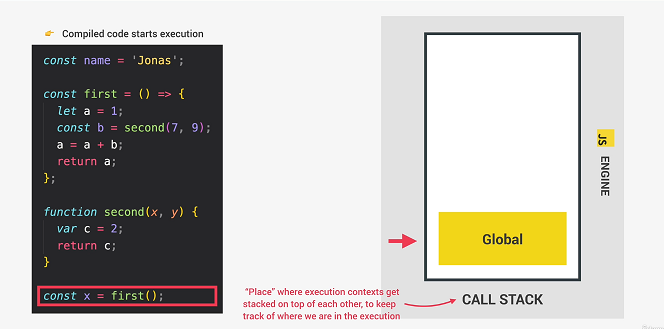 👉 Compiled code starts execution
const name = 'Jonas';
const first = () => {
let a = 1;
const b = second(7, 9);
a = a + b;
return a;
};
function second(x, y) {
var c = 2;
return c;
}
const x = first();
Global
JS
ENGINE
"Place" where execution contexts get
stacked on top of each other, to keep
track of where we are in the execution
CALL STACK